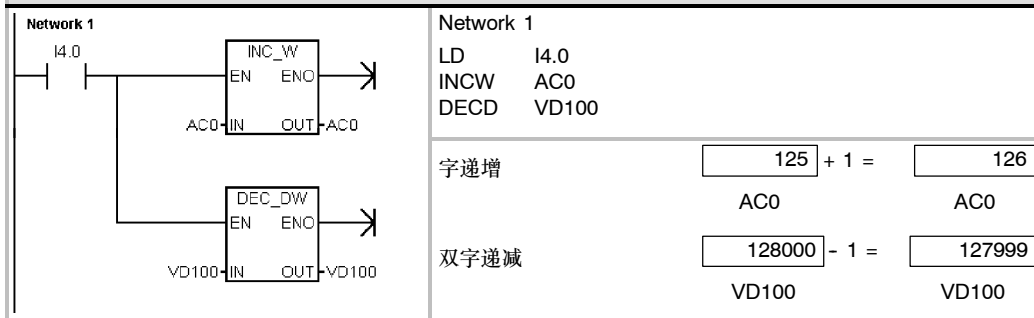 Network 1
I4.0
INC_W
EN ENO
AC0 IN OUT AC0
DEC_DW
EN ENO
VD100 IN OUT VD100
Network 1
LD I4.0
INCW AC0
DECD VD100
字递增
125 + 1 = 126
AC0 AC0
双字递减
128000 - 1 = 127999
VD100 VD100